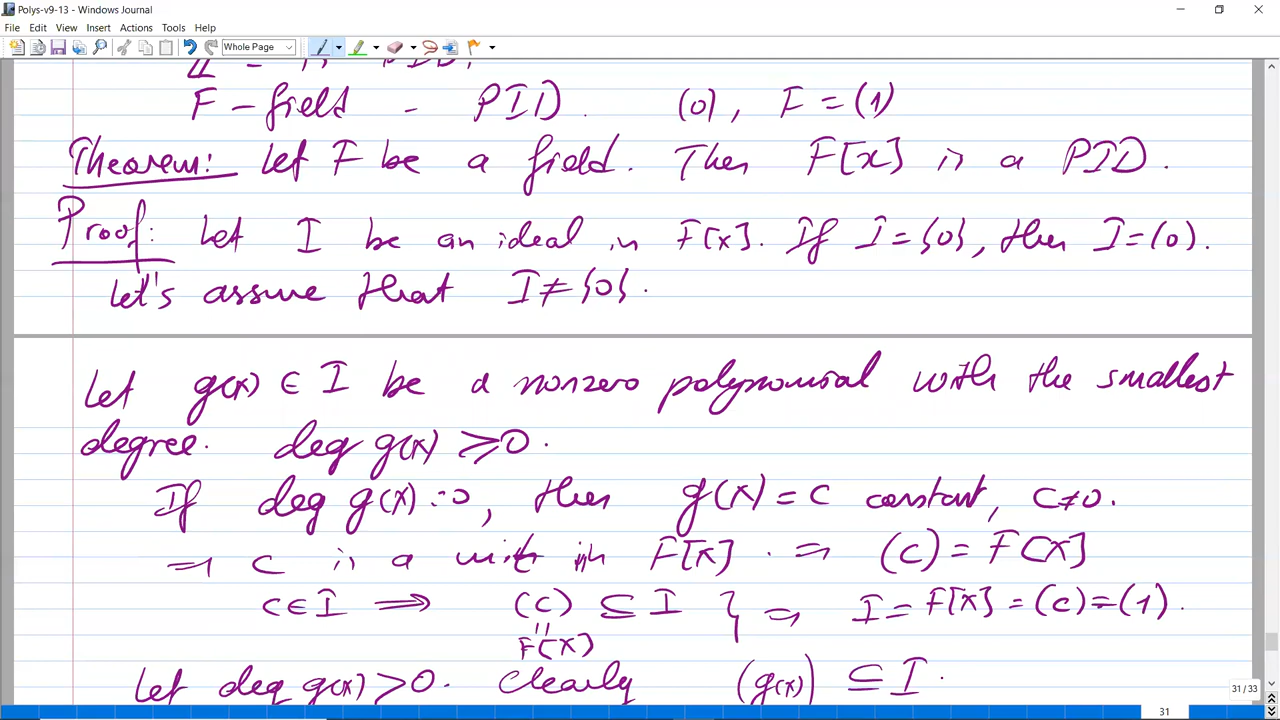 Polys-v9-13 - Windows Journal
File Edit View Insert Actions Tools Help
Whole Page
PID.
F - field - PID. (0), F = (1)
Theorem: Let F be a field. Then F[x] is a PID.
Proof: Let I be an ideal in F[x]. If I = {0}, then I = (0).
Let's assume that I ≠ {0}.
Let g(x) ∈ I be a nonzero polynomial with the smallest
degree. deg g(x) ⩾ 0.
If deg g(x) = 0, then g(x) = c constant, c ≠ 0.
⇒ c is a unit in F[x]. ⇒ (c) = F[x]
c ∈ I ⟹ (c) ⊆ I } ⇒ I = F[x] = (c) = (1).
"
F[x]
Let deg g(x) > 0. Clearly (g(x)) ⊆ I.
31 / 33
31